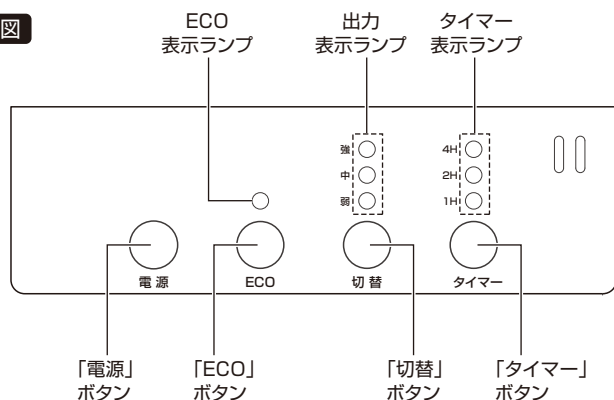 図
ECO
表示ランプ
出力
表示ランプ
タイマー
表示ランプ
強
中
弱
4H
2H
1H
電源
ECO
切替
タイマー
「電源」
ボタン
「ECO」
ボタン
「切替」
ボタン
「タイマー」
ボタン